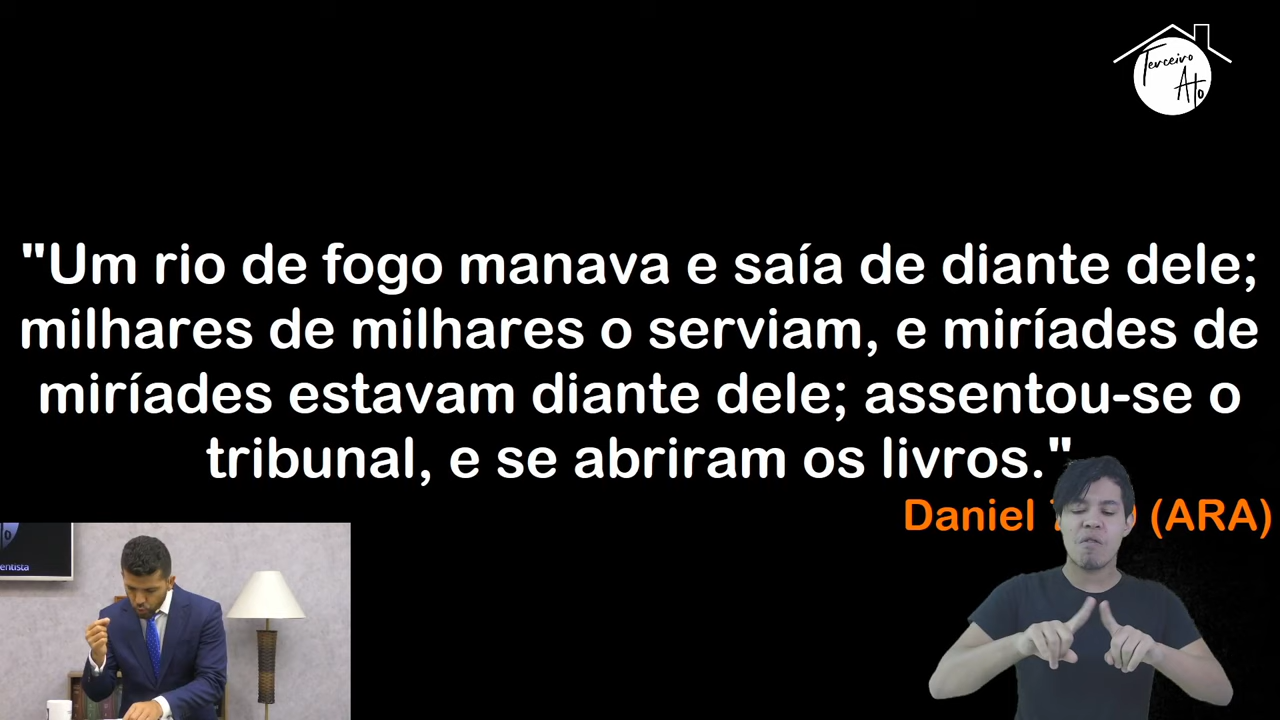 Terceiro
Ato
"Um rio de fogo manava e saía de diante dele;
milhares de milhares o serviam, e miríades de
miríades estavam diante dele; assentou-se o
tribunal, e se abriram os livros."
Daniel (ARA)